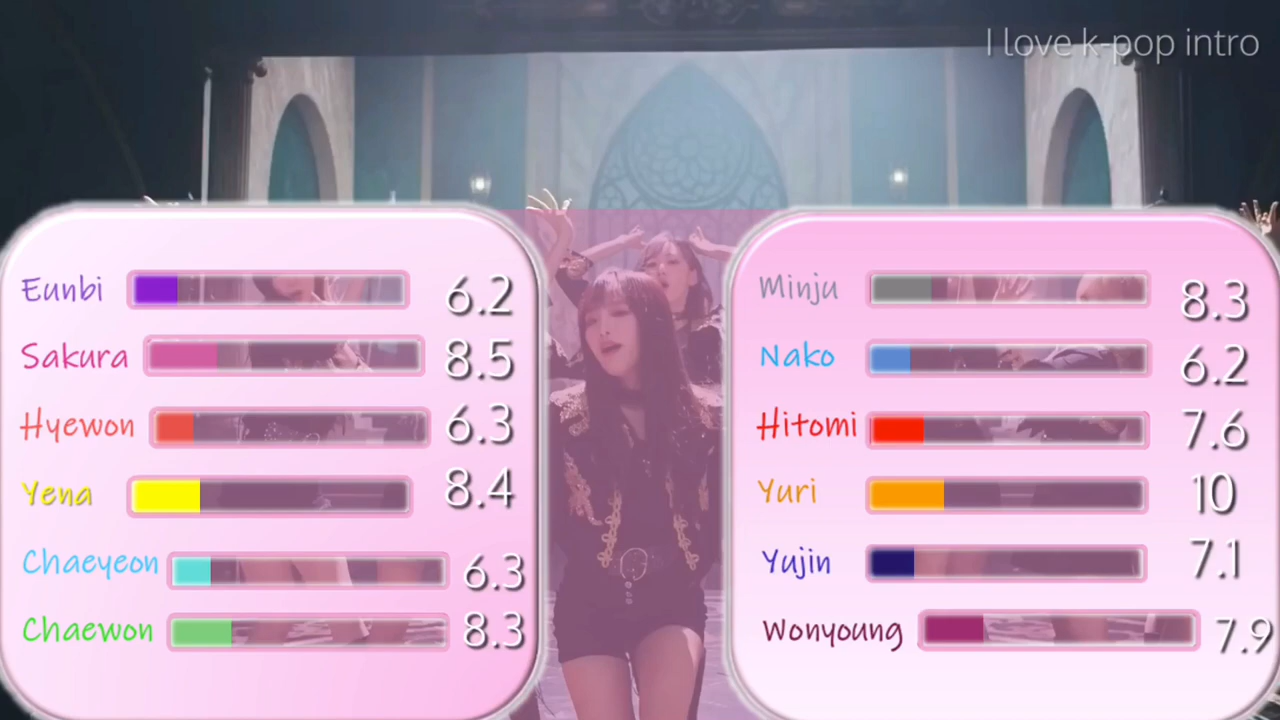 I love k-pop intro
Eunbi 6.2
Sakura 8.5
Hyewon 6.3
Yena 8.4
Chaeyeon 6.3
Chaewon 8.3
Minju 8.3
Nako 6.2
Hitomi 7.6
Yuri 10
Yujin 7.1
Wonyoung 7.9